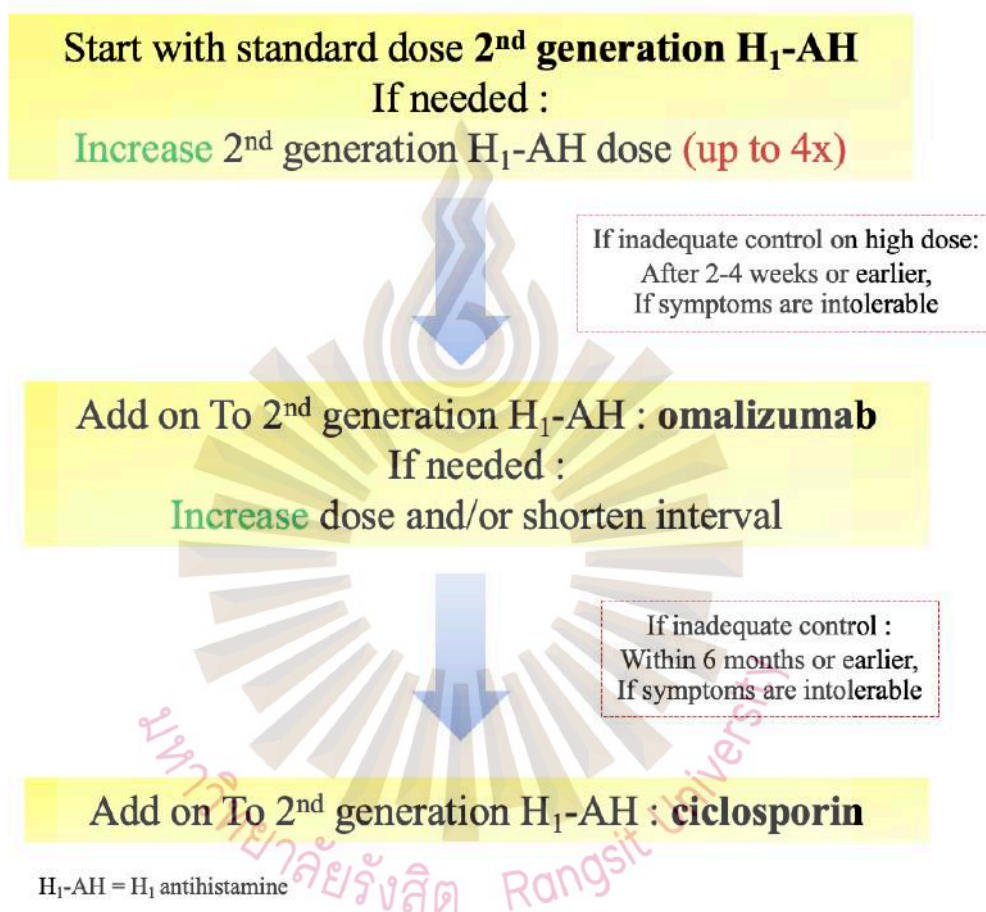 Start with standard dose 2nd generation H₁-AH
If needed :
Increase 2nd generation H₁-AH dose (up to 4x)
If inadequate control on high dose:
After 2-4 weeks or earlier,
If symptoms are intolerable
Add on To 2nd generation H₁-AH : omalizumab
If needed :
Increase dose and/or shorten interval
If inadequate control :
Within 6 months or earlier,
If symptoms are intolerable
Add on To 2nd generation H₁-AH : ciclosporin
H₁-AH = H₁ antihistamine
มหาวิทยาลัยรังสิต Rangsit University